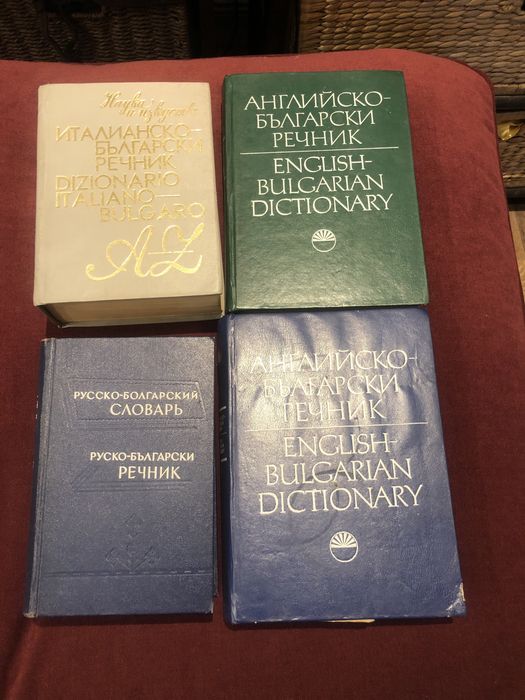 Наука
и изкуство
ИТАЛИАНСКО-
БЪЛГАРСКИ
РЕЧНИК
DIZIONARIO
ITALIANO-
BULGARO
A-Z
АНГЛИЙСКО-
БЪЛГАРСКИ
РЕЧНИК
ENGLISH-
BULGARIAN
DICTIONARY
РУССКО-БОЛГАРСКИЙ
СЛОВАРЬ
РУСКО-БЪЛГАРСКИ
РЕЧНИК
АНГЛИЙСКО-
БЪЛГАРСКИ
РЕЧНИК
ENGLISH-
BULGARIAN
DICTIONARY